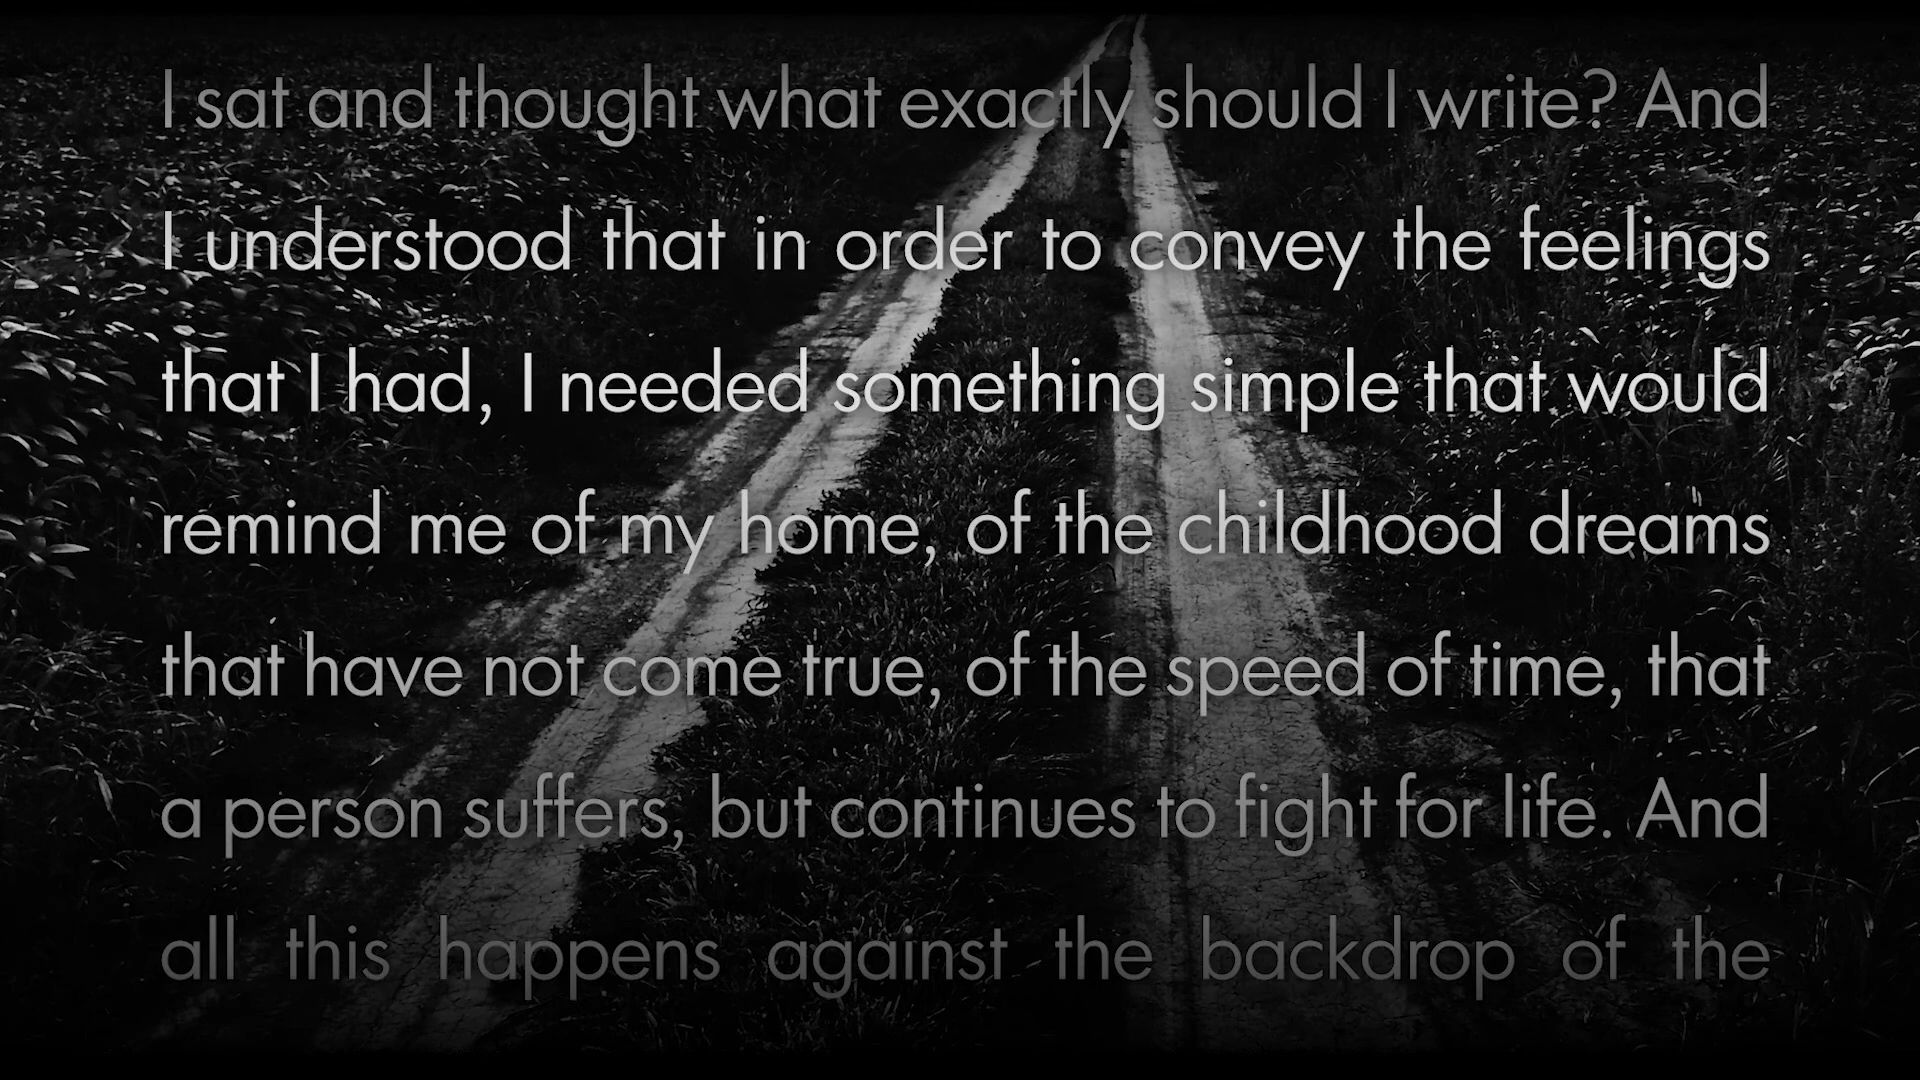 I sat and thought what exactly should I write? And
I understood that in order to convey the feelings
that I had, I needed something simple that would
remind me of my home, of the childhood dreams
that have not come true, of the speed of time, that
a person suffers, but continues to fight for life. And
all this happens against the backdrop of the